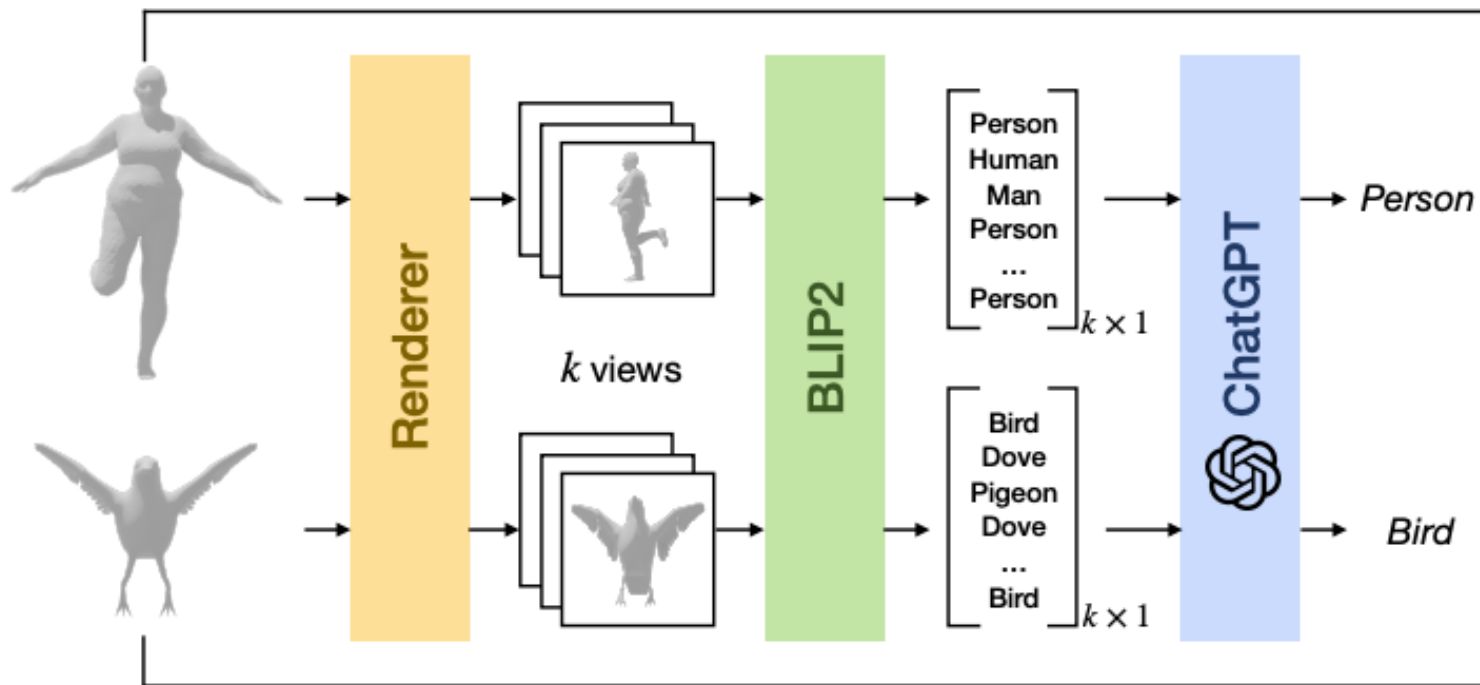 Renderer
k views
BLIP2
Person
Human
Man
Person
...
Person
k × 1
Bird
Dove
Pigeon
Dove
...
Bird
k × 1
ChatGPT
Person
Bird